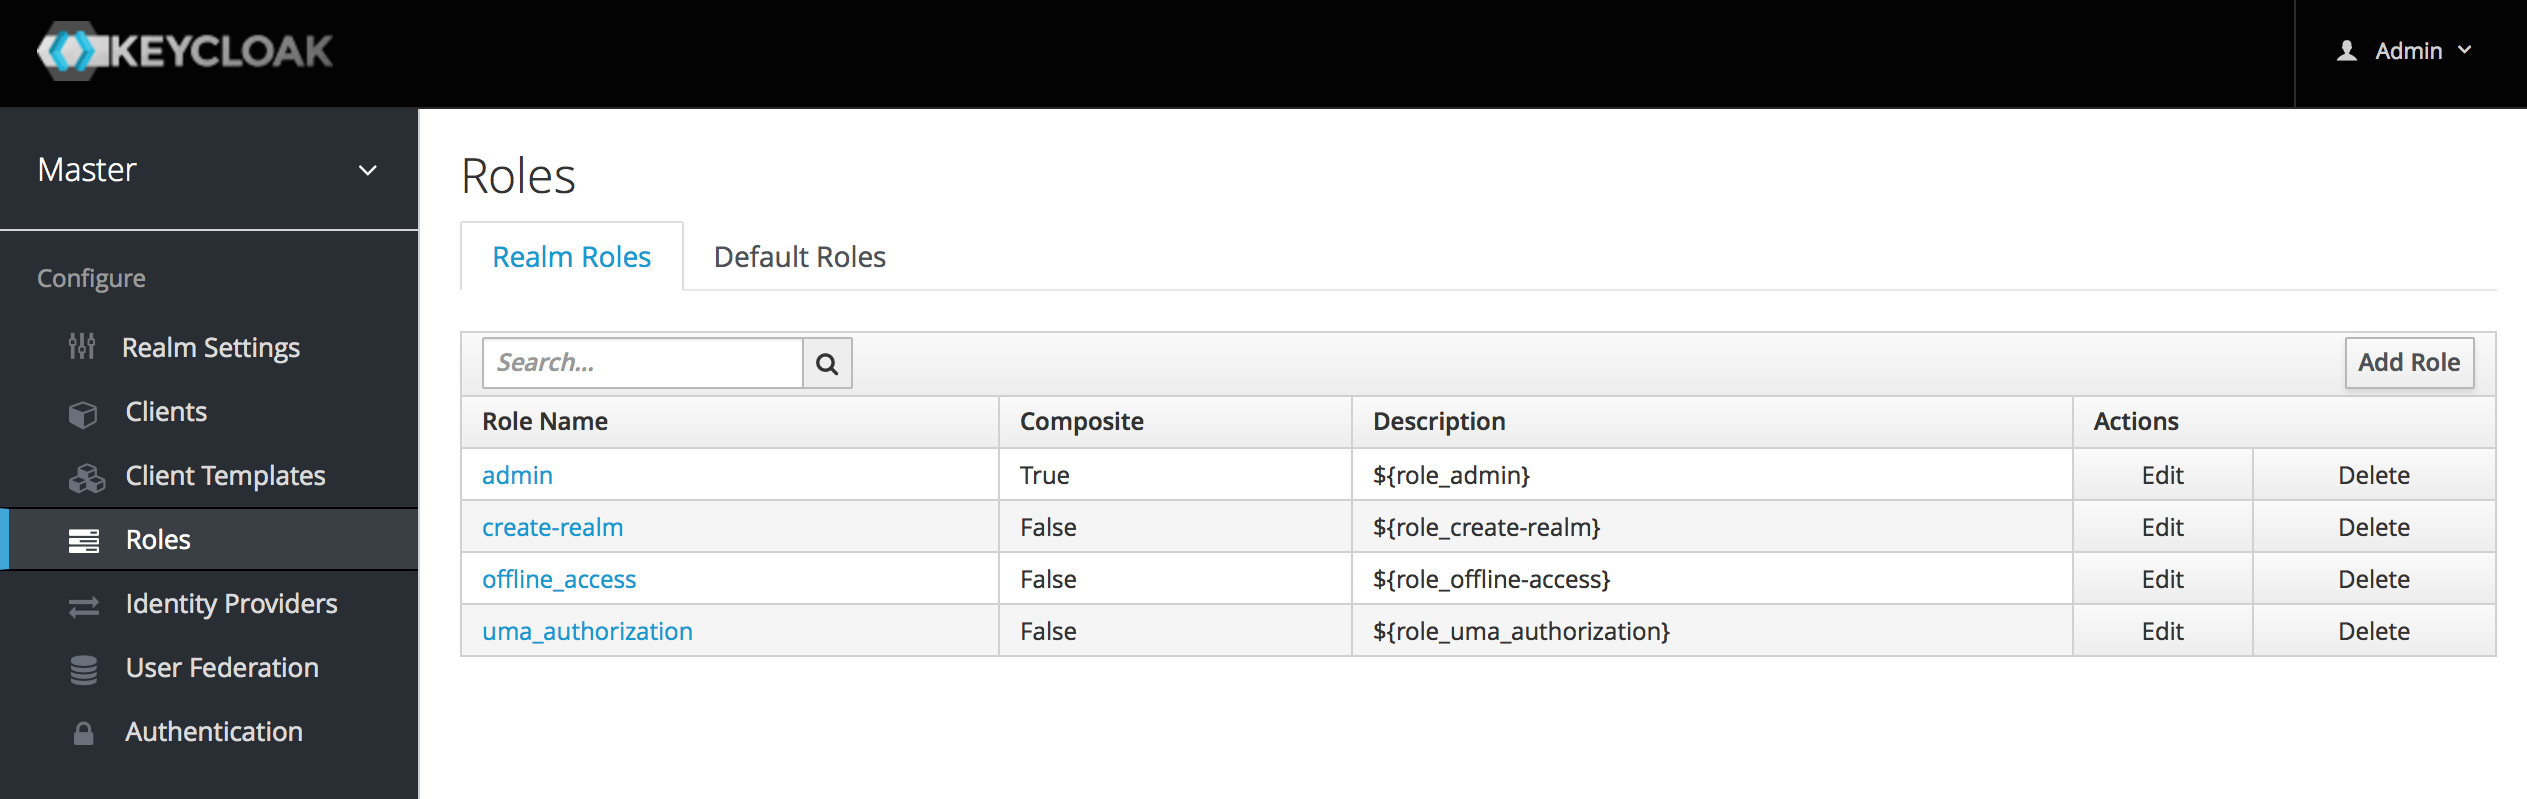 KEYCLOAK
Admin
Master
Configure
Realm Settings
Clients
Client Templates
Roles
Identity Providers
User Federation
Authentication
Roles
Realm Roles Default Roles
Search... Add Role
Role Name Composite Description Actions
admin True ${role_admin} Edit Delete
create-realm False ${role_create-realm} Edit Delete
offline_access False ${role_offline-access} Edit Delete
uma_authorization False ${role_uma_authorization} Edit Delete